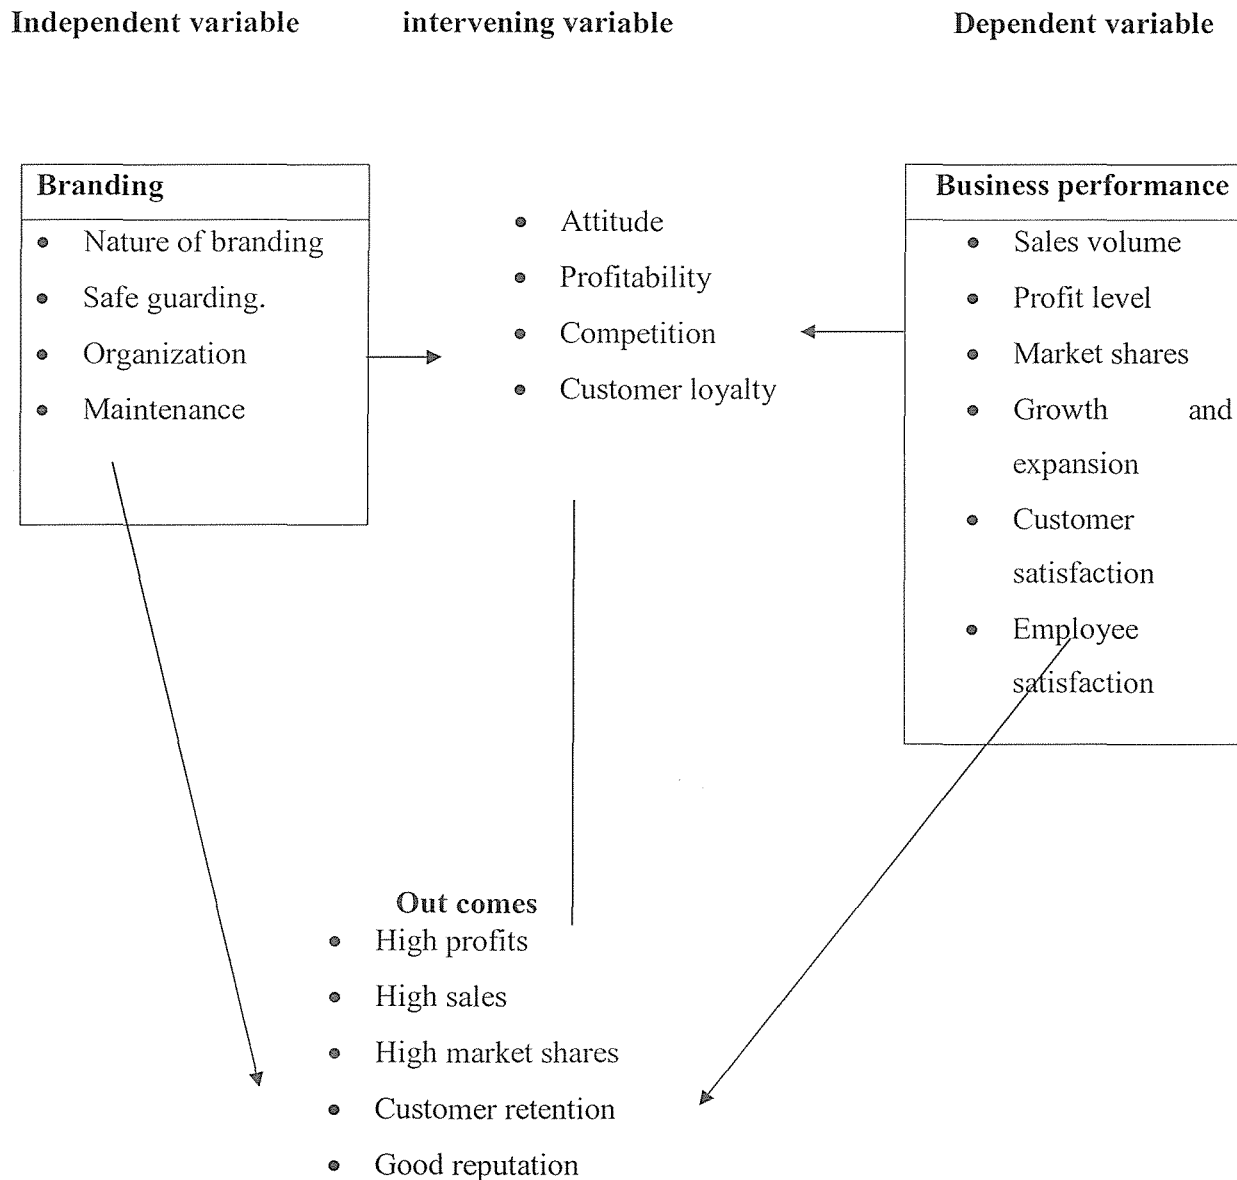 Independent variable
intervening variable
Dependent variable
Branding
• Nature of branding
• Safe guarding.
• Organization
• Maintenance
• Attitude
• Profitability
• Competition
• Customer loyalty
Business performance
• Sales volume
• Profit level
• Market shares
• Growth and
expansion
• Customer
satisfaction
• Employee
satisfaction
Out comes
• High profits
• High sales
• High market shares
• Customer retention
• Good reputation